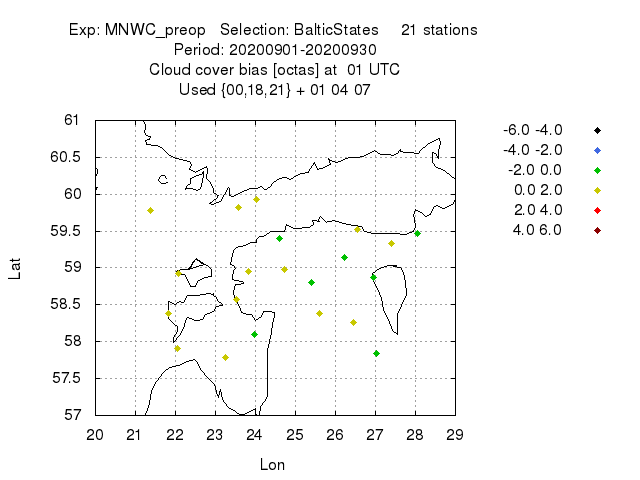 Exp: MNWC_preop   Selection: BalticStates     21 stations
Period: 20200901-20200930
Cloud cover bias [octas] at  01 UTC
Used {00,18,21} + 01 04 07
61
60.5
60
59.5
59
58.5
58
57.5
57
Lat
20 21 22 23 24 25 26 27 28 29
Lon
-6.0 -4.0
-4.0 -2.0
-2.0 0.0
0.0 2.0
2.0 4.0
4.0 6.0